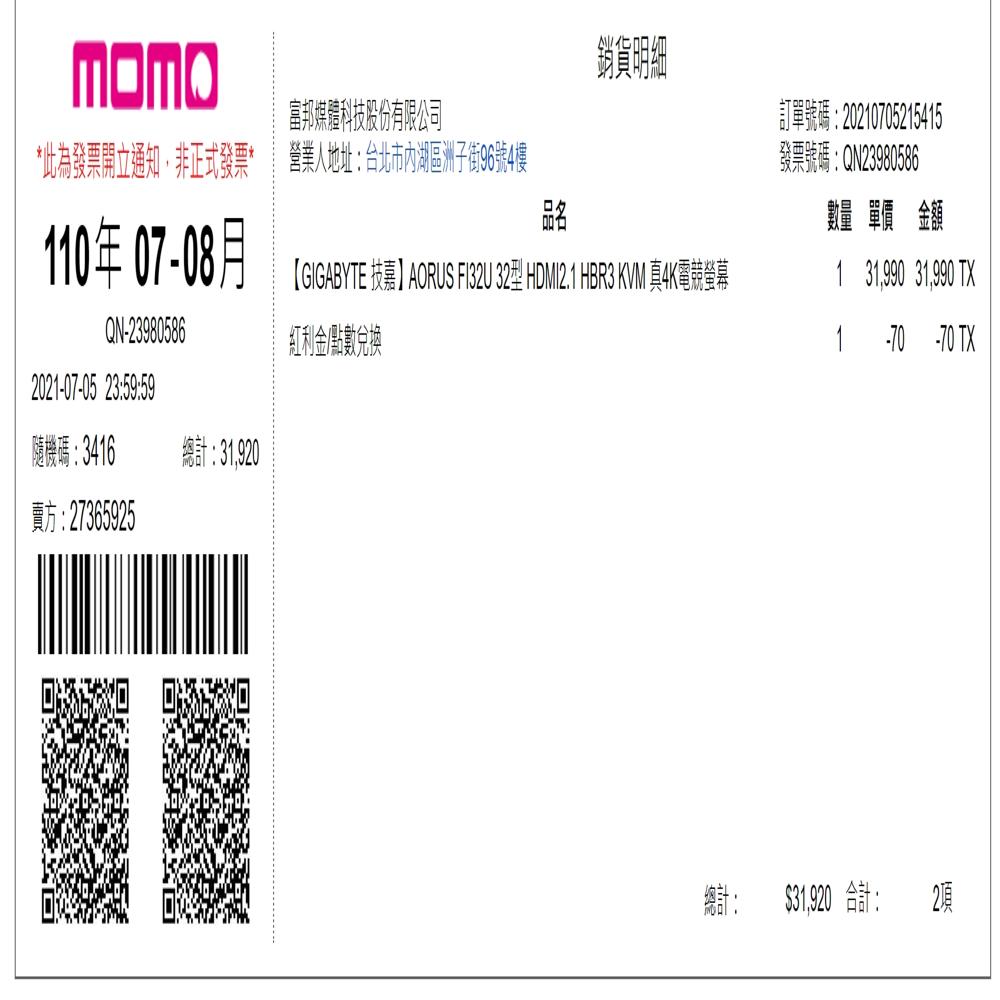 momo
*此為發票開立通知，非正式發票*
110年 07-08月
QN-23980586
2021-07-05 23:59:59
隨機碼：3416 總計：31,920
賣方：27365925
銷貨明細
富邦媒體科技股份有限公司 訂單號碼：20210705215415
營業人地址：台北市內湖區洲子街96號4樓 發票號碼：QN23980586
品名 數量 單價 金額
【GIGABYTE 技嘉】AORUS FI32U 32型 HDMI2.1 HBR3 KVM 真4K電競螢幕 1 31,990 31,990 TX
紅利金/點數兌換 1 -70 -70 TX
總計： $31,920 合計： 2項